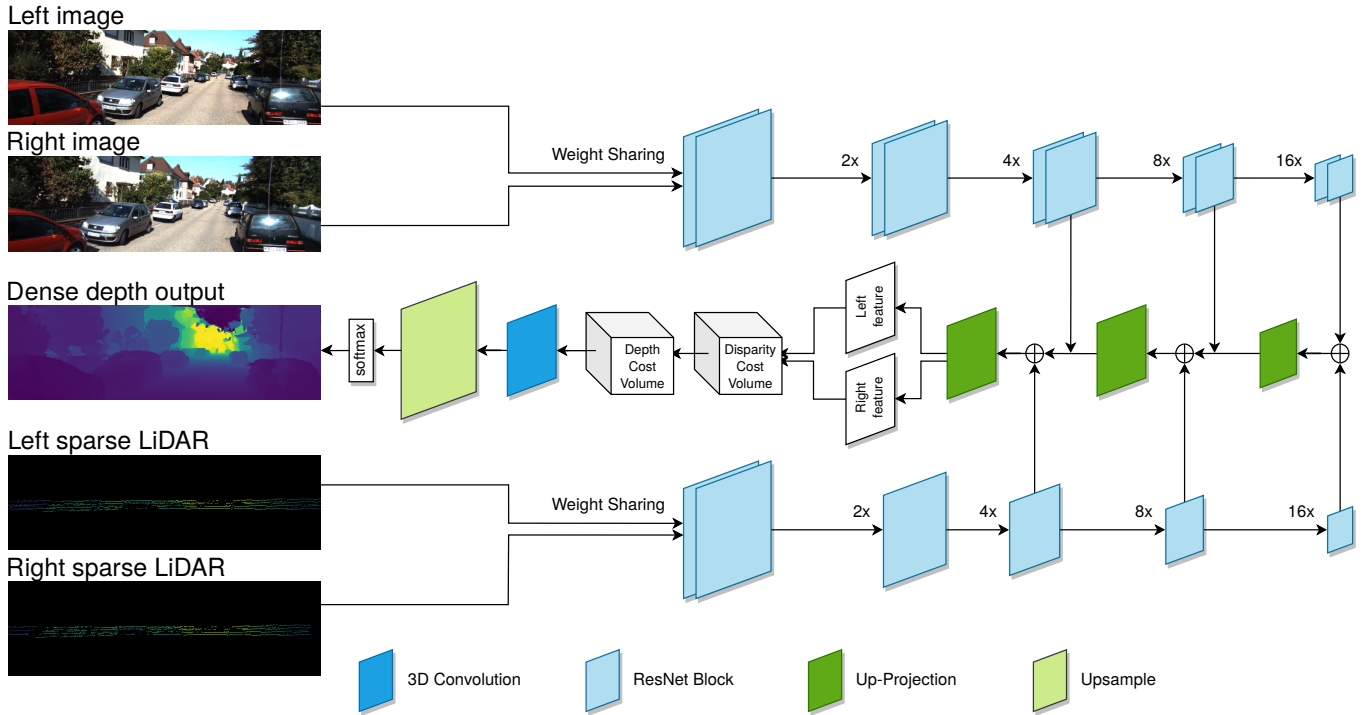 Left image
Right image
Weight Sharing
2x
4x
8x
16x
Dense depth output
softmax
Depth
Cost
Volume
Disparity
Cost
Volume
Left
feature
Right
feature
Left sparse LiDAR
Right sparse LiDAR
Weight Sharing
2x
4x
8x
16x
3D Convolution
ResNet Block
Up-Projection
Upsample